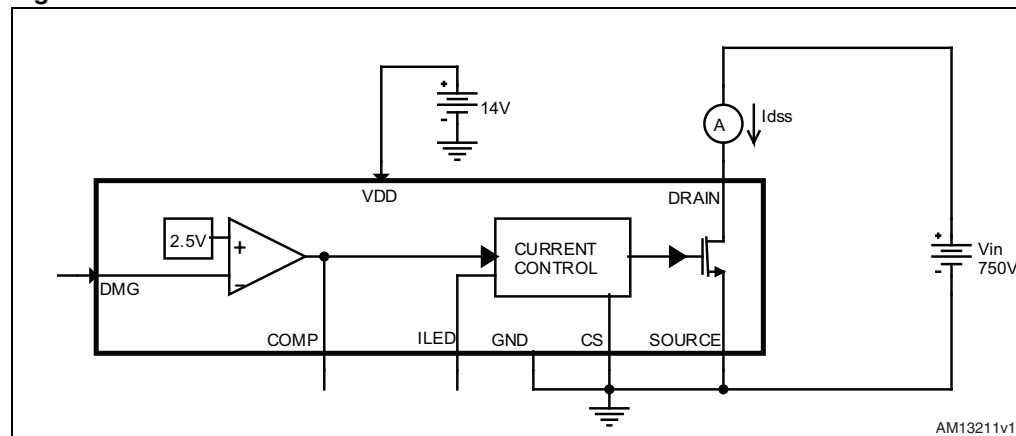 14V
A
Idss
VDD
DRAIN
2.5V
CURRENT
CONTROL
Vin
750V
DMG
COMP
ILED
GND
CS
SOURCE
AM13211v1